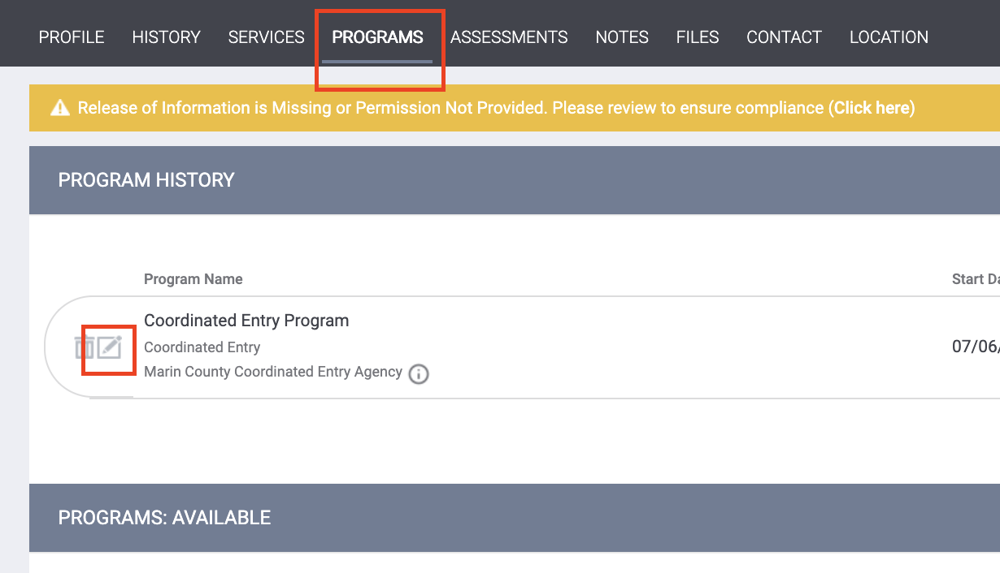 PROFILE HISTORY SERVICES PROGRAMS ASSESSMENTS NOTES FILES CONTACT LOCATION
Release of Information is Missing or Permission Not Provided. Please review to ensure compliance (Click here)
PROGRAM HISTORY
Program Name Start Da
Coordinated Entry Program
Coordinated Entry
07/06/
Marin County Coordinated Entry Agency
PROGRAMS: AVAILABLE